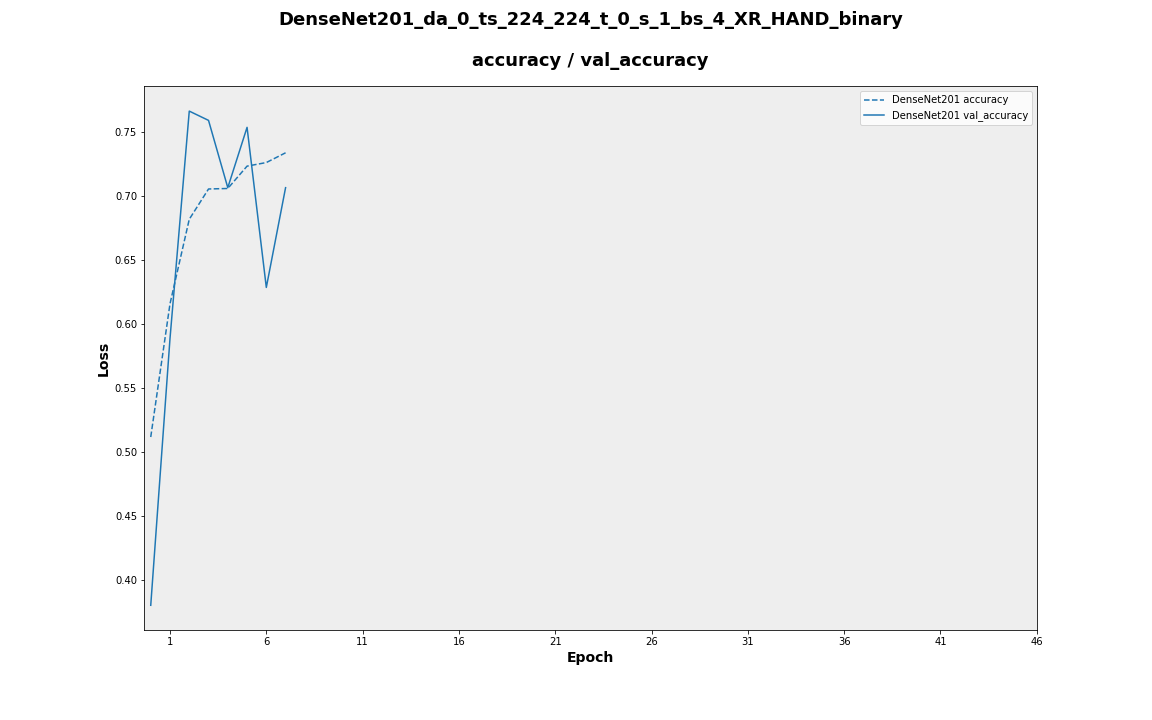 DenseNet201_da_0_ts_224_224_t_0_s_1_bs_4_XR_HAND_binary
accuracy / val_accuracy
DenseNet201 accuracy
DenseNet201 val_accuracy
0.75
0.70
0.65
0.60
0.55
0.50
0.45
0.40
Loss
1 6 11 16 21 26 31 36 41 46
Epoch